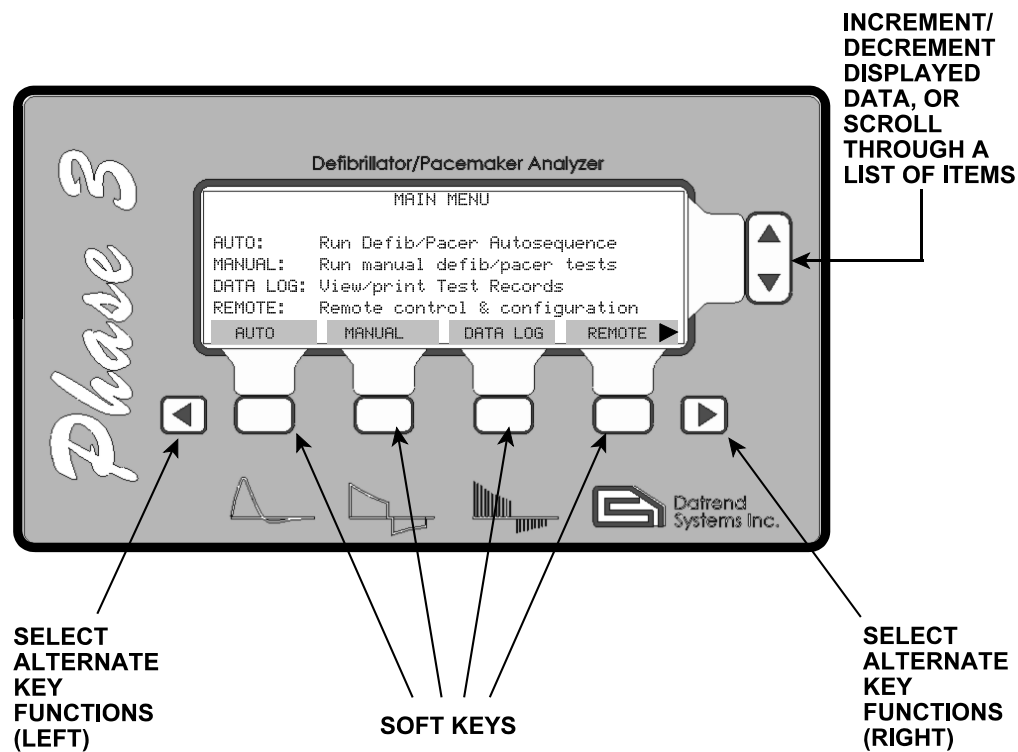 INCREMENT/
DECREMENT
DISPLAYED
DATA, OR
SCROLL
THROUGH A
LIST OF ITEMS
Phase 3
Defibrillator/Pacemaker Analyzer
MAIN MENU
AUTO: Run Defib/Pacer Autosequence
MANUAL: Run manual defib/pacer tests
DATA LOG: View/print Test Records
REMOTE: Remote control & configuration
AUTO MANUAL DATA LOG REMOTE
Datrend
Systems Inc.
SELECT
ALTERNATE
KEY
FUNCTIONS
(LEFT)
SOFT KEYS
SELECT
ALTERNATE
KEY
FUNCTIONS
(RIGHT)